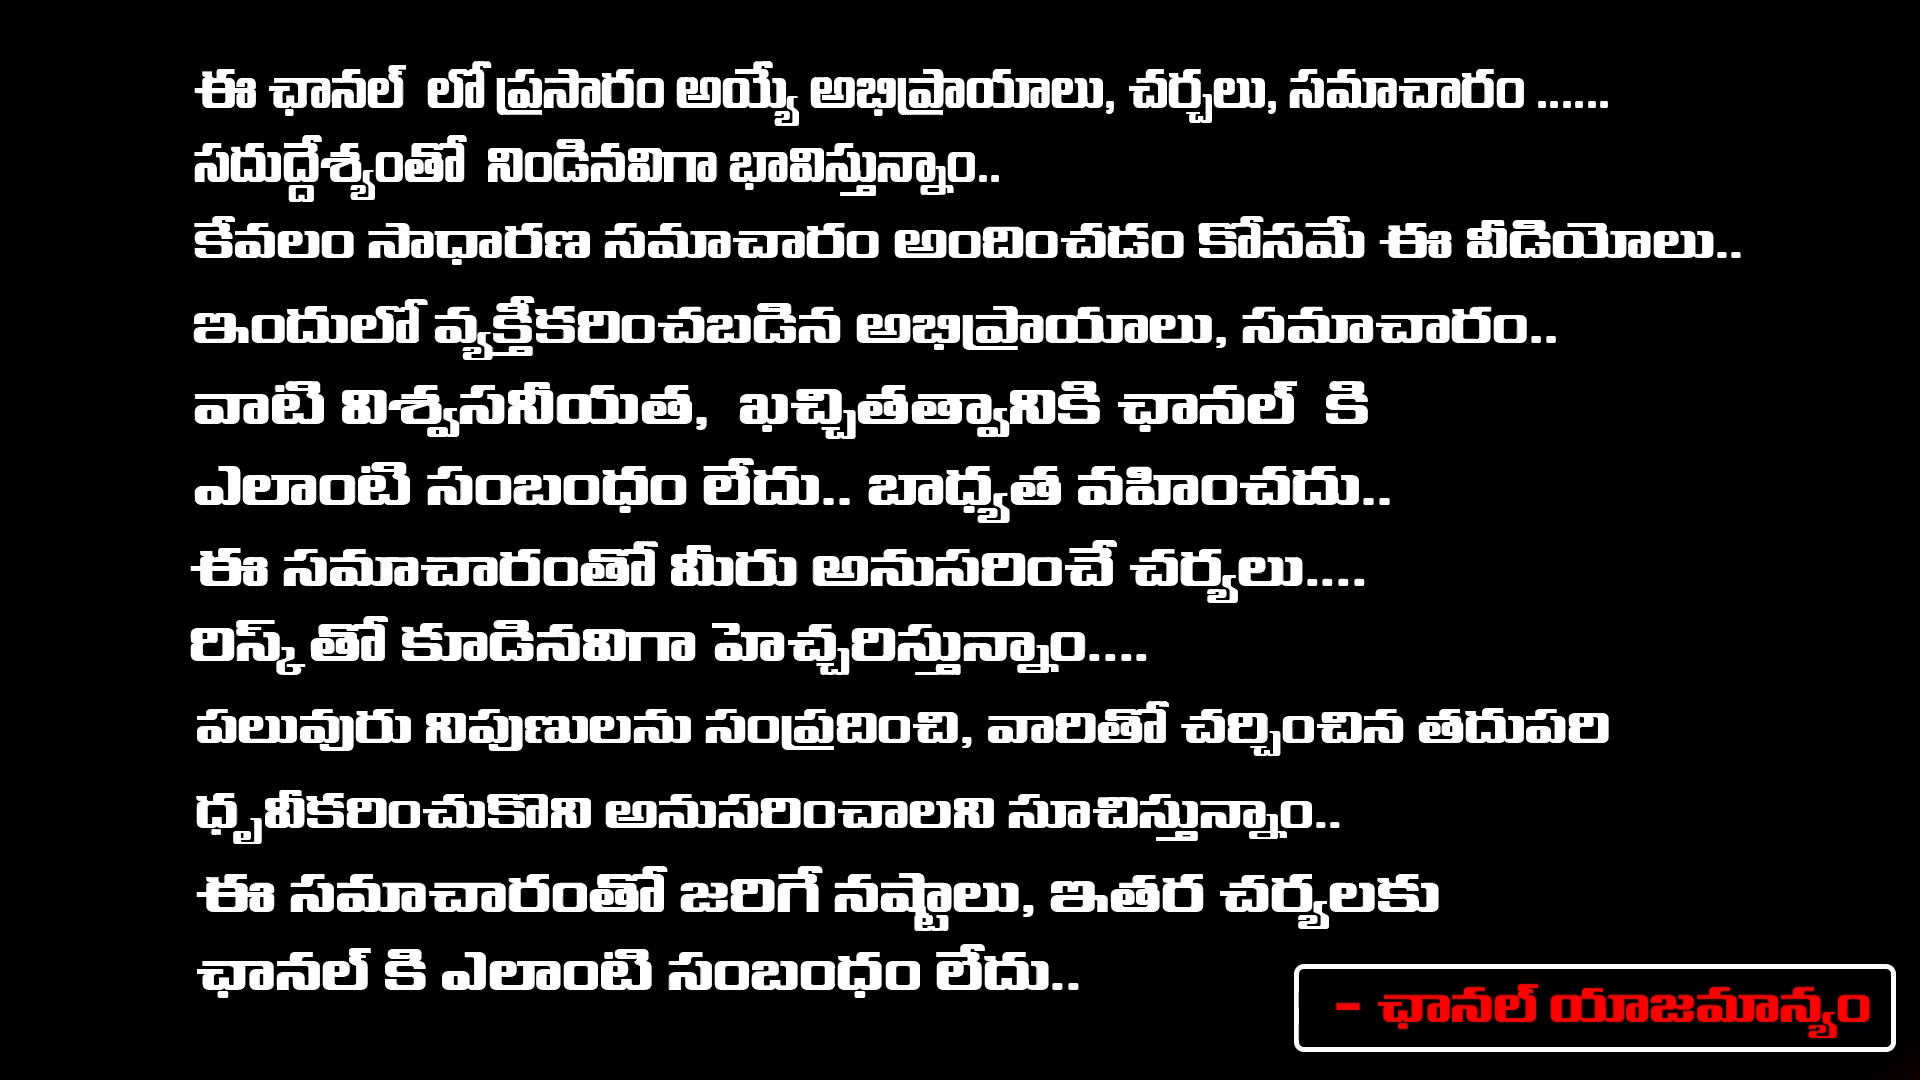 ఈ ఛానల్ లో ప్రసారం అయ్యే అభిప్రాయాలు, చర్చలు, సమాచారం ......
సదుద్దేశ్యంతో నిండినవిగా భావిస్తున్నాం..
కేవలం సాధారణ సమాచారం అందించడం కోసమే ఈ వీడియోలు..
ఇందులో వ్యక్తీకరించబడిన అభిప్రాయాలు, సమాచారం..
వాటి విశ్వసనీయత, ఖచ్చితత్వానికి ఛానల్ కి
ఎలాంటి సంబంధం లేదు.. బాధ్యత వహించదు..
ఈ సమాచారంతో మీరు అనుసరించే చర్యలు....
రిస్క్ తో కూడినవిగా హెచ్చరిస్తున్నాం....
పలువురు నిపుణులను సంప్రదించి, వారితో చర్చించిన తదుపరి
ధృవీకరించుకొని అనుసరించాలని సూచిస్తున్నాం..
ఈ సమాచారంతో జరిగే నష్టాలు, ఇతర చర్యలకు
ఛానల్ కి ఎలాంటి సంబంధం లేదు..
- ఛానల్ యాజమాన్యం